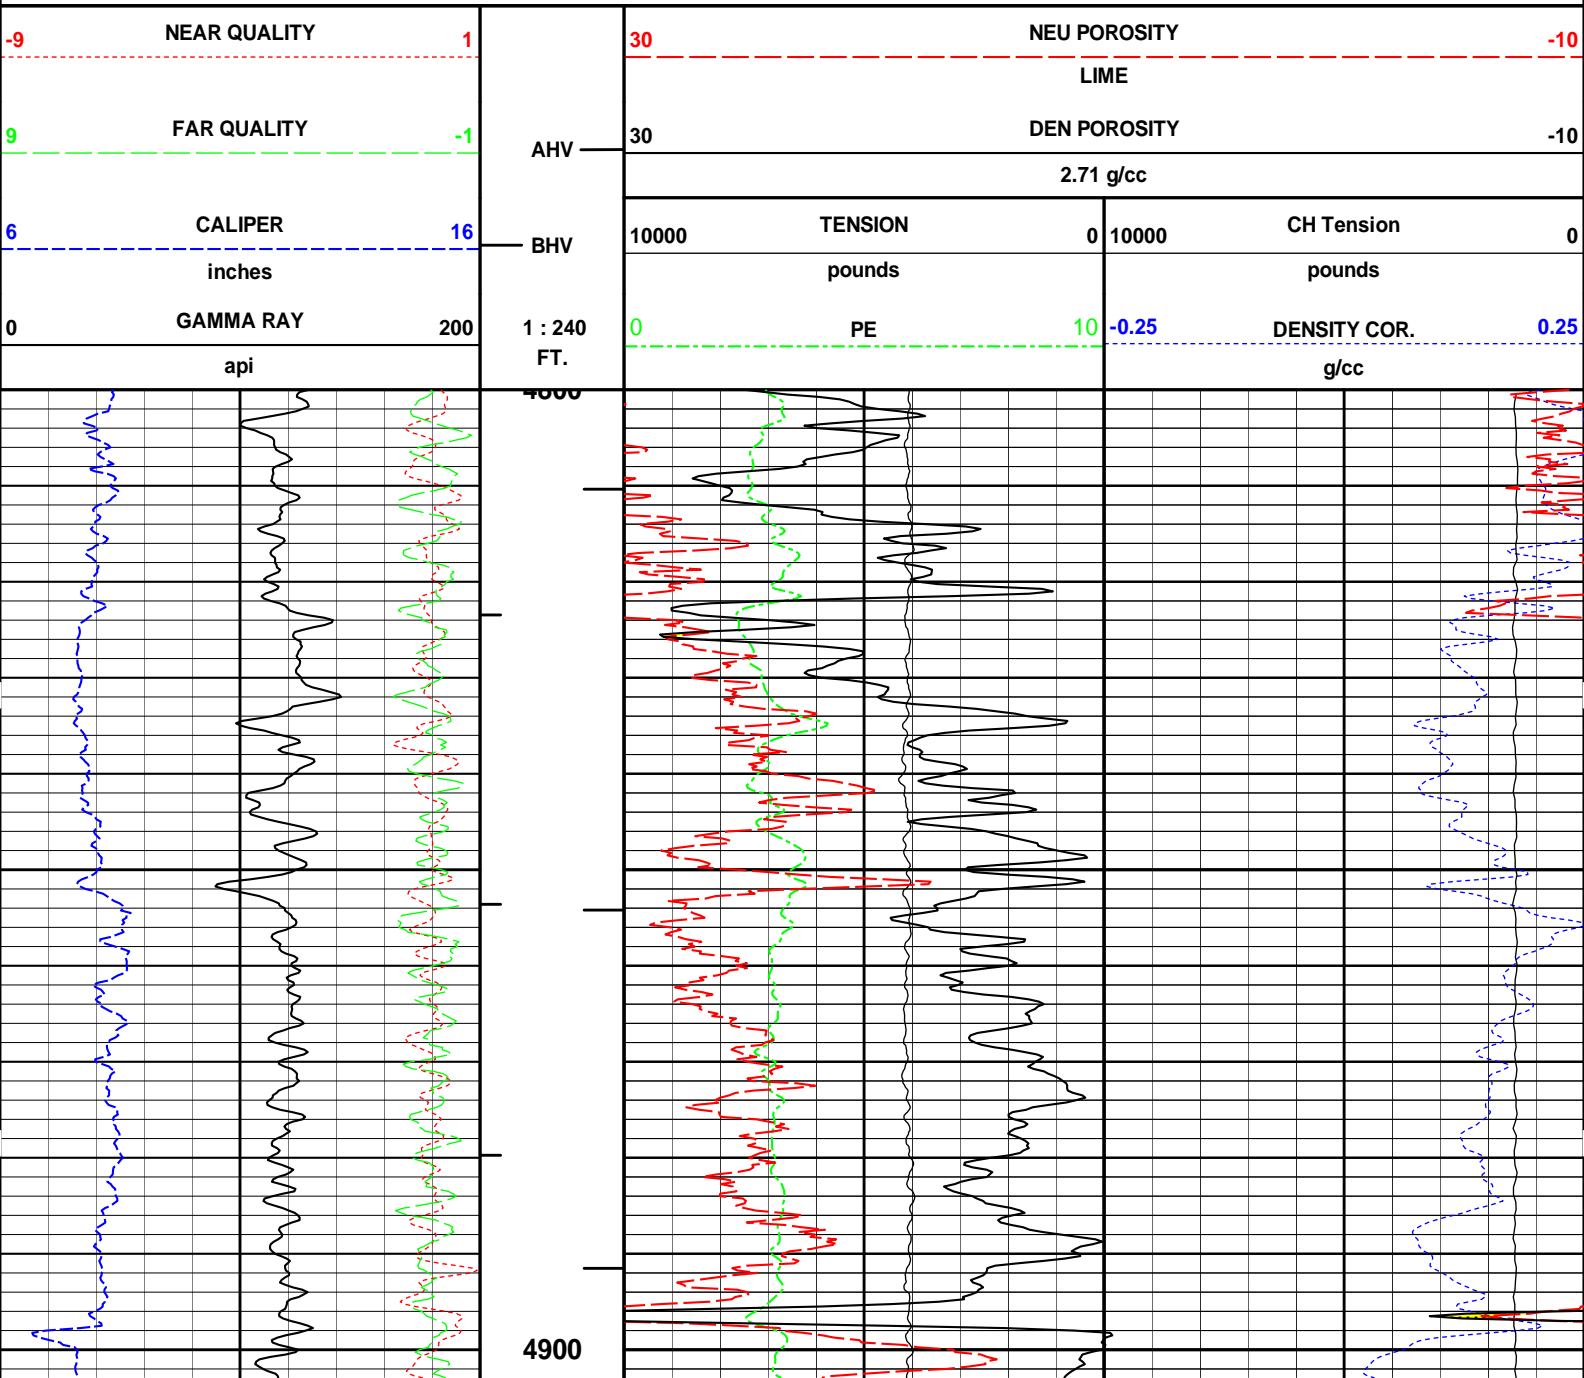 NEAR QUALITY
-9 1
FAR QUALITY
9 -1
CALIPER
6 16
inches
GAMMA RAY
0 200
api
AHV
BHV
1 : 240
FT.
NEU POROSITY
30 -10
LIME
DEN POROSITY
30 -10
2.71 g/cc
TENSION
10000 0
pounds
PE
0 10
CH Tension
10000 0
pounds
DENSITY COR.
-0.25 0.25
g/cc
4800
4900